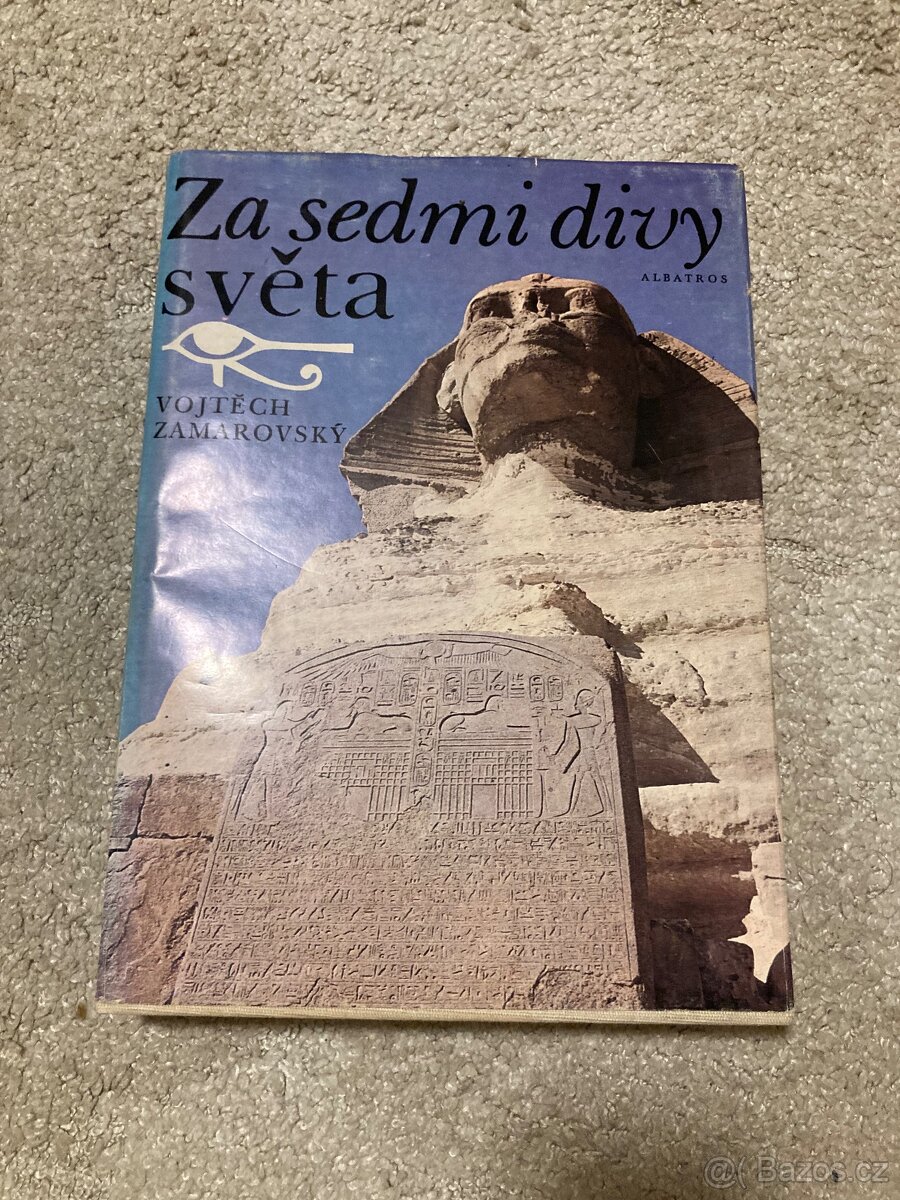 Za sedmi divy
světa
ALBATROS
VOJTĚCH
ZAMAROVSKÝ
@ Bazos.cz